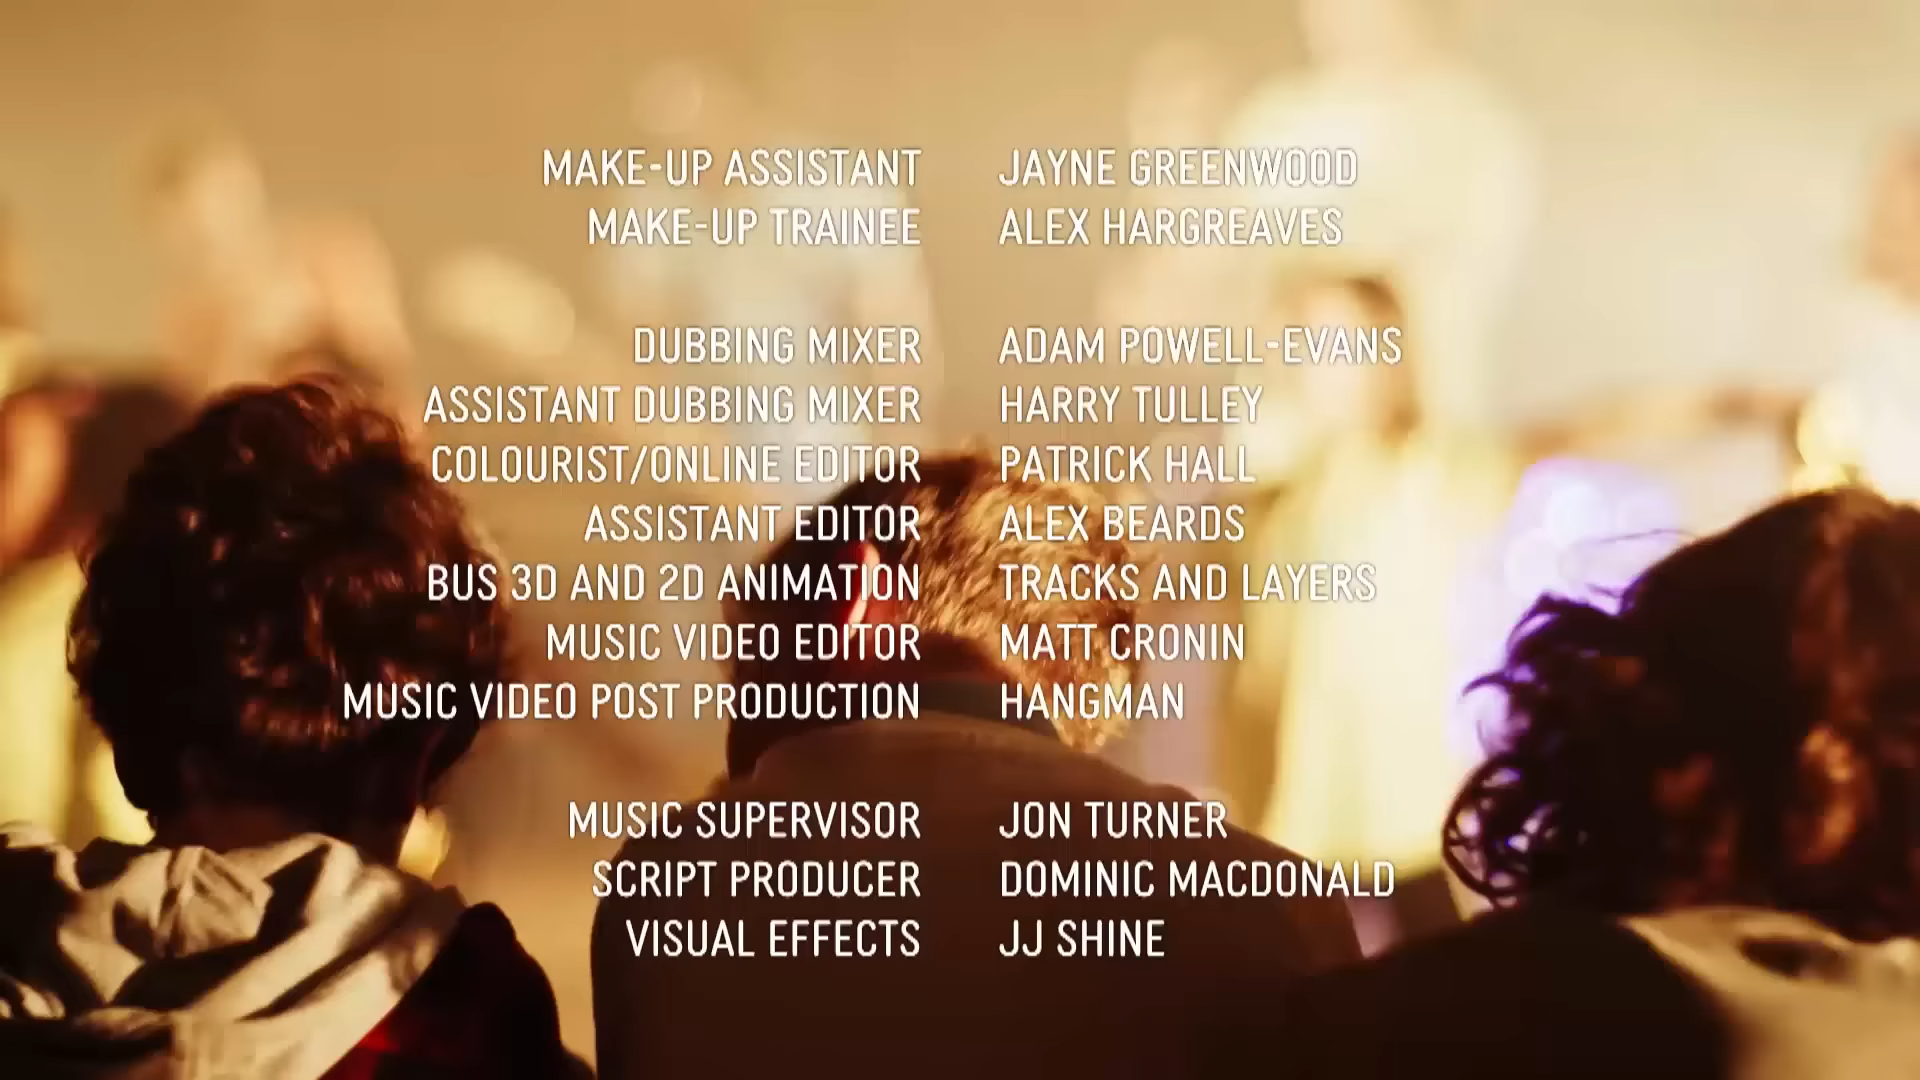 MAKE-UP ASSISTANT JAYNE GREENWOOD
MAKE-UP TRAINEE ALEX HARGREAVES
DUBBING MIXER ADAM POWELL-EVANS
ASSISTANT DUBBING MIXER HARRY TULLEY
COLOURIST/ONLINE EDITOR PATRICK HALL
ASSISTANT EDITOR ALEX BEARDS
BUS 3D AND 2D ANIMATION TRACKS AND LAYERS
MUSIC VIDEO EDITOR MATT CRONIN
MUSIC VIDEO POST PRODUCTION HANGMAN
MUSIC SUPERVISOR JON TURNER
SCRIPT PRODUCER DOMINIC MACDONALD
VISUAL EFFECTS JJ SHINE